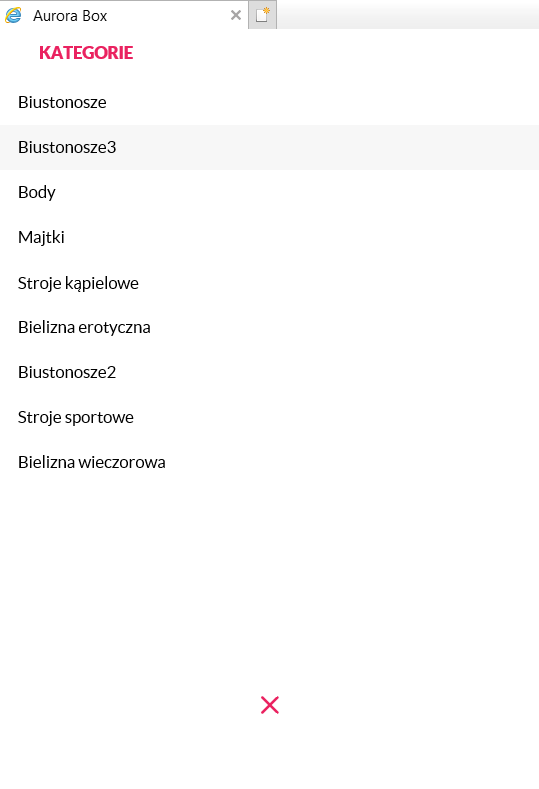 Aurora Box
KATEGORIE
Biustonosze
Biustonosze3
Body
Majtki
Stroje kąpielowe
Bielizna erotyczna
Biustonosze2
Stroje sportowe
Bielizna wieczorowa